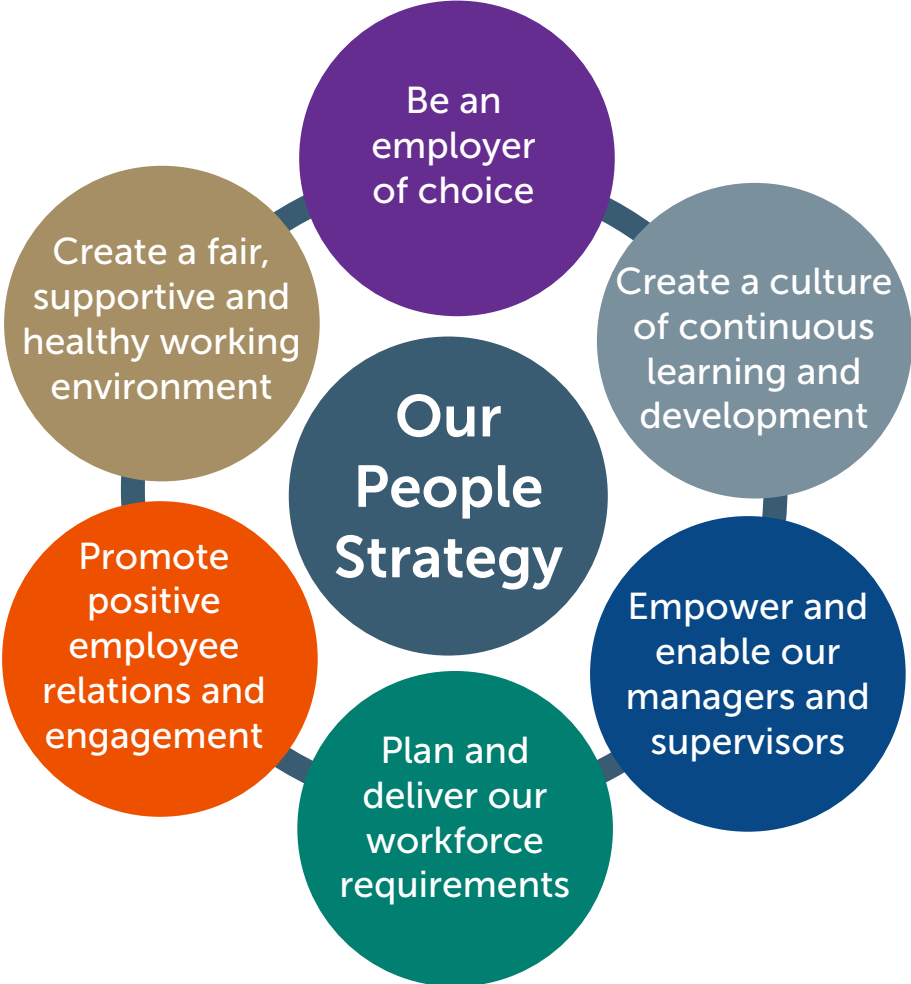 Be an
employer
of choice
Create a culture
of continuous
learning and
development
Empower and
enable our
managers and
supervisors
Plan and
deliver our
workforce
requirements
Promote
positive
employee
relations and
engagement
Create a fair,
supportive and
healthy working
environment
Our
People
Strategy